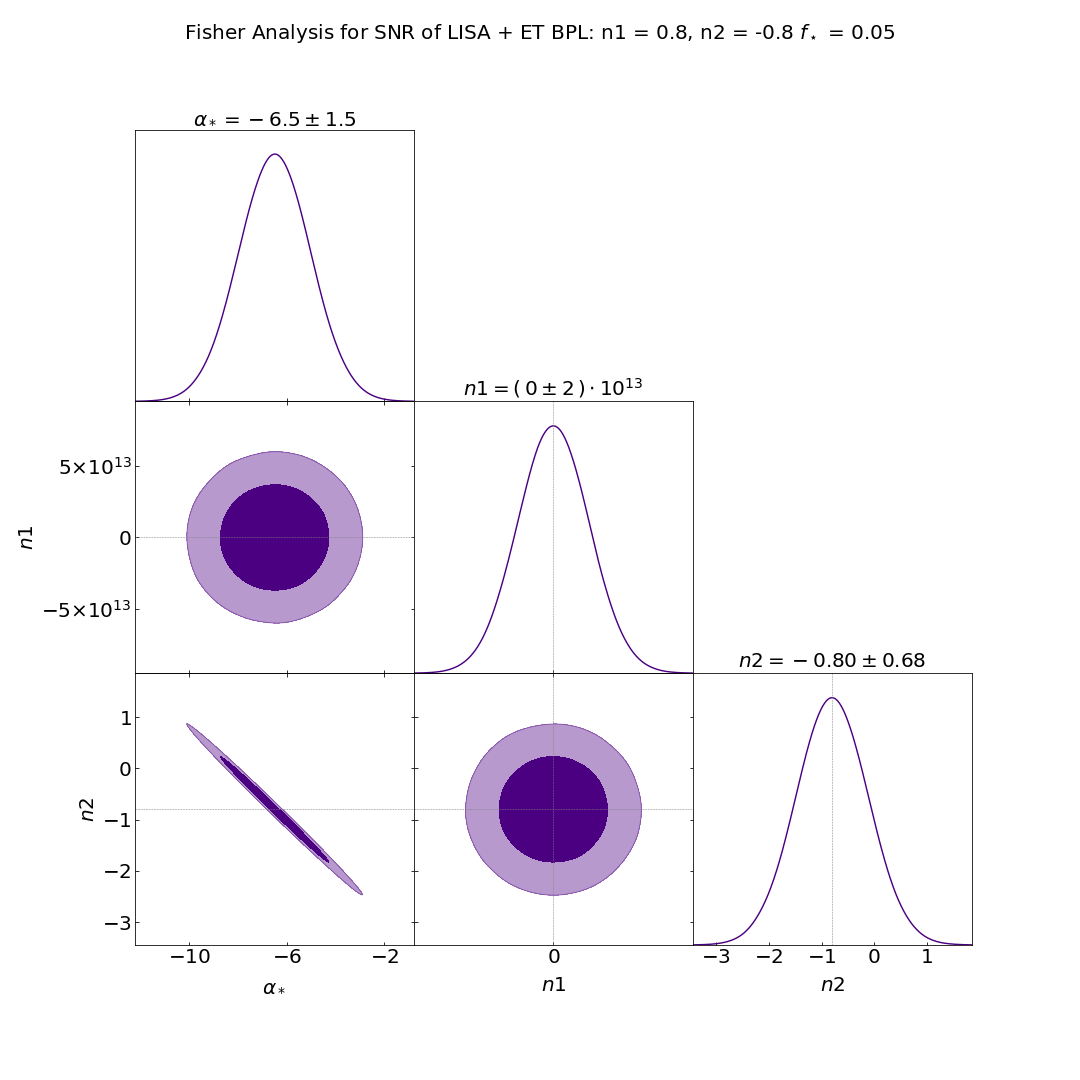 Fisher Analysis for SNR of LISA + ET BPL: n1 = 0.8, n2 = -0.8 f⋆ = 0.05
α* = −6.5 ± 1.5
n1 = ( 0 ± 2 ) · 10¹³
5×10¹³
0
−5×10¹³
n1
n2 = −0.80 ± 0.68
1
0
−1
−2
−3
n2
−10 −6 −2 0 −3 −2 −1 0 1
α* n1 n2